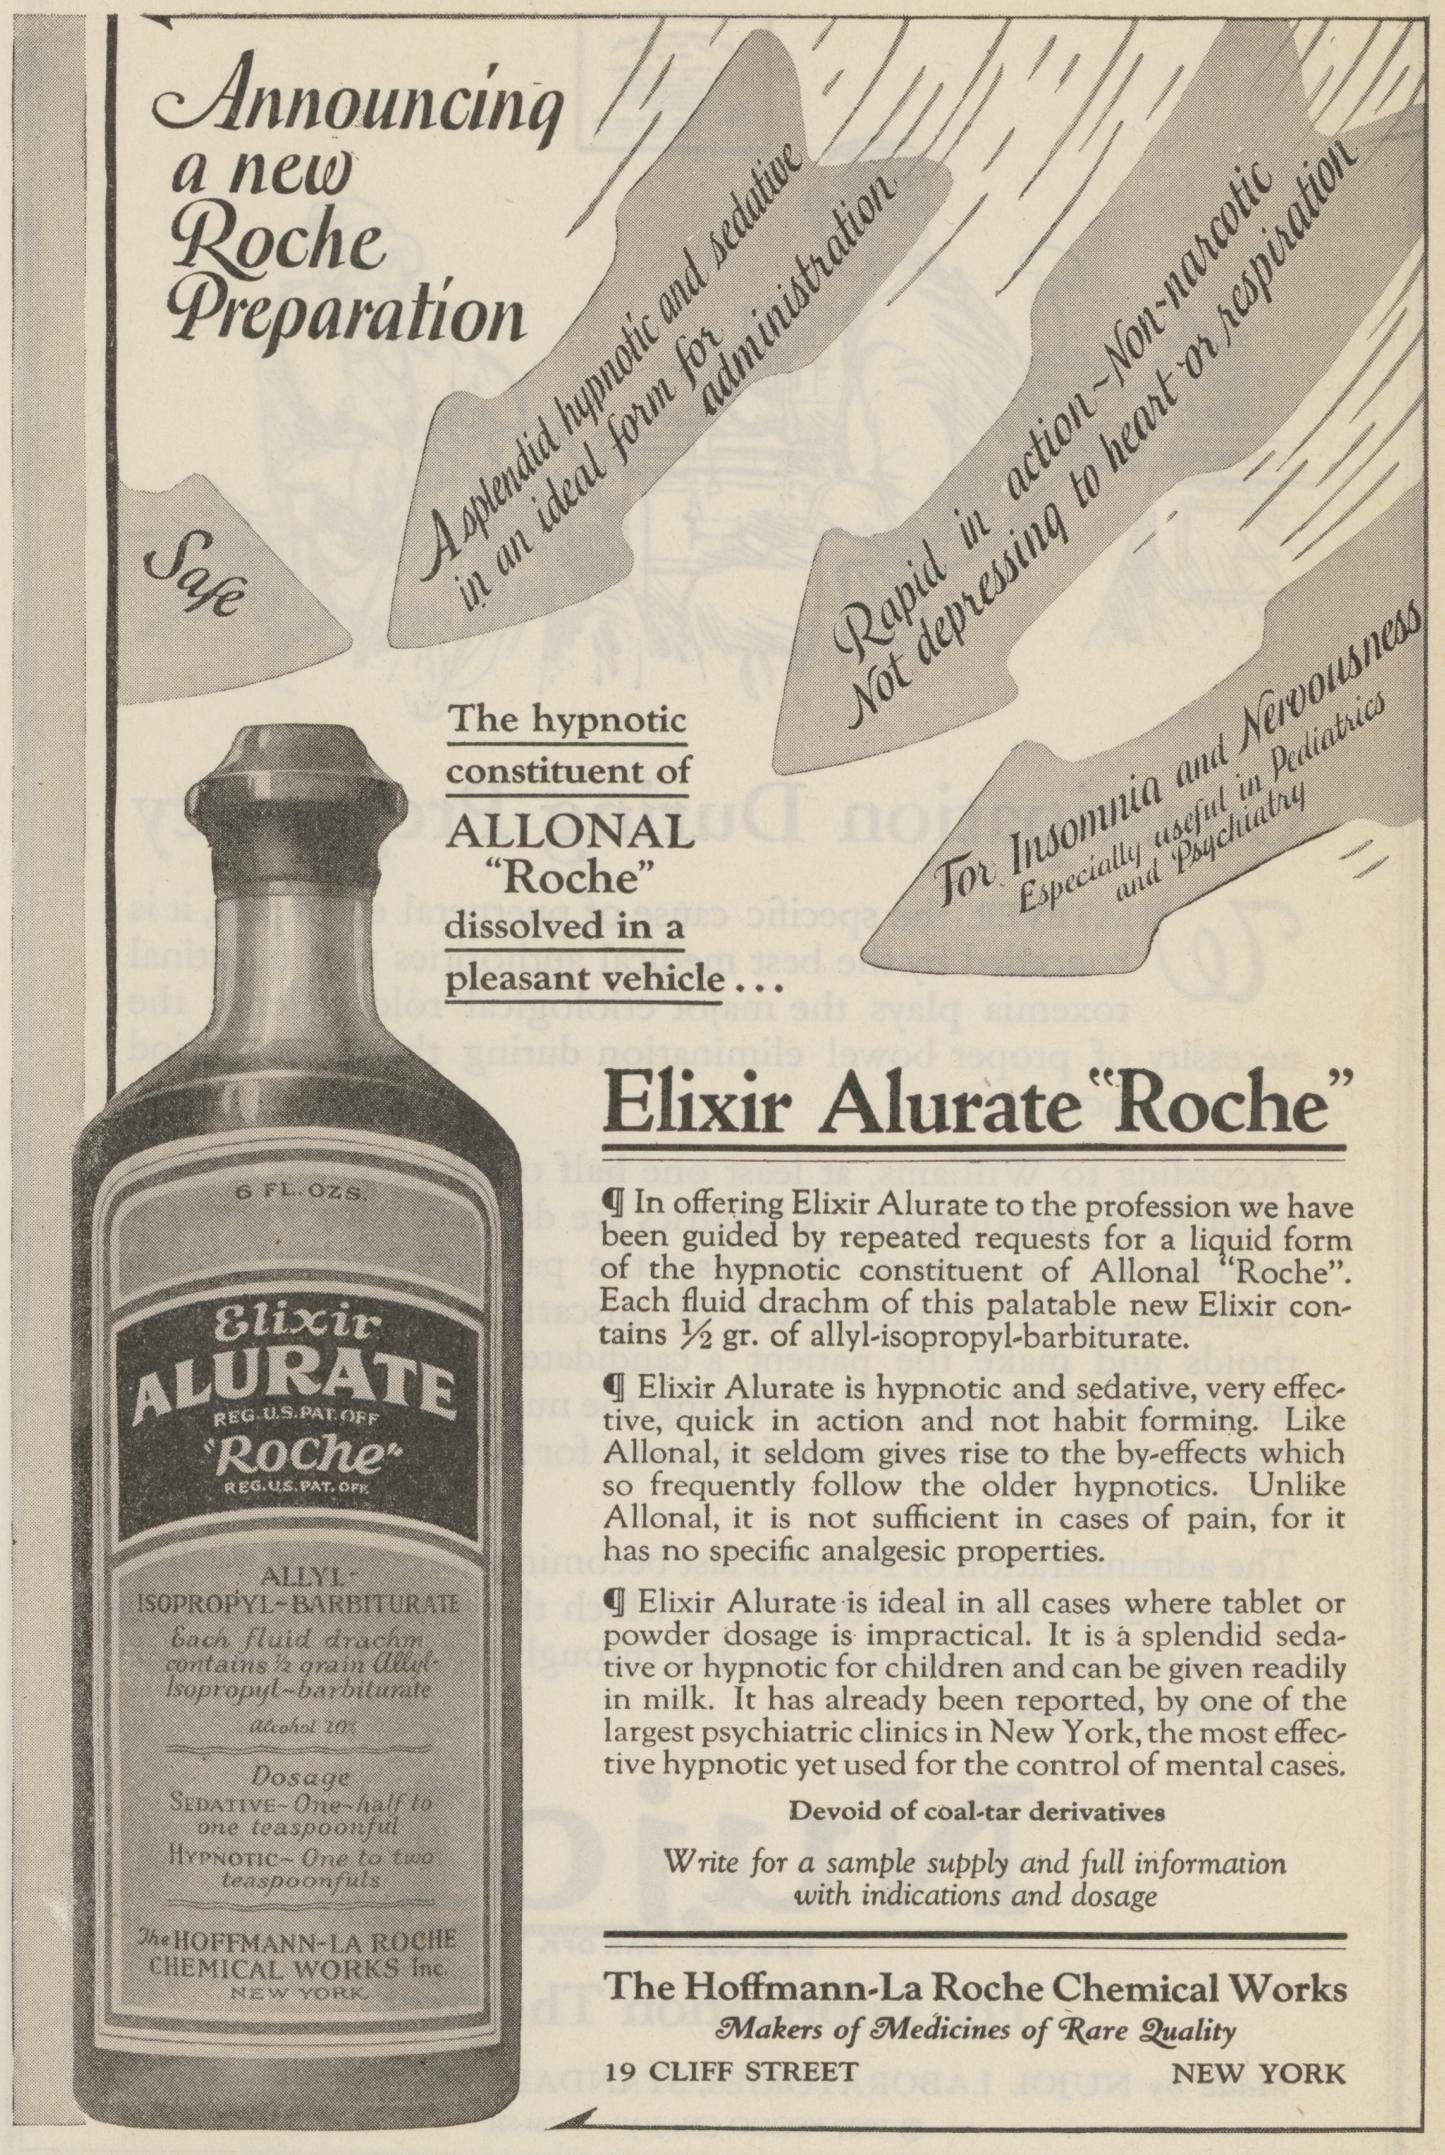 Announcing
a new
Roche
Preparation
Safe
A splendid hypnotic and sedative
in an ideal form for
administration
Rapid in action~Non-narcotic
Not depressing to heart or respiration
For Insomnia and Nervousness
Especially useful in Pediatrics
and Psychiatry
The hypnotic
constituent of
ALLONAL
“Roche”
dissolved in a
pleasant vehicle...
6 FL. OZS.
Elixir
ALURATE
REG.U.S.PAT.OFF
“Roche”
REG.U.S.PAT.OFF.
ALLYL-
ISOPROPYL-BARBITURATE
Each fluid drachm
contains ½ grain Allyl-
Isopropyl-barbiturate
Alcohol 20%
Dosage
SEDATIVE~One-half to
one teaspoonful
HYPNOTIC~One to two
teaspoonfuls
The HOFFMANN-LA ROCHE
CHEMICAL WORKS Inc.
NEW YORK.
Elixir Alurate “Roche”
¶ In offering Elixir Alurate to the profession we have
been guided by repeated requests for a liquid form
of the hypnotic constituent of Allonal “Roche”.
Each fluid drachm of this palatable new Elixir con-
tains ½ gr. of allyl-isopropyl-barbiturate.
¶ Elixir Alurate is hypnotic and sedative, very effec-
tive, quick in action and not habit forming. Like
Allonal, it seldom gives rise to the by-effects which
so frequently follow the older hypnotics. Unlike
Allonal, it is not sufficient in cases of pain, for it
has no specific analgesic properties.
¶ Elixir Alurate is ideal in all cases where tablet or
powder dosage is impractical. It is a splendid seda-
tive or hypnotic for children and can be given readily
in milk. It has already been reported, by one of the
largest psychiatric clinics in New York, the most effec-
tive hypnotic yet used for the control of mental cases.
Devoid of coal-tar derivatives
Write for a sample supply and full information
with indications and dosage
The Hoffmann-La Roche Chemical Works
Makers of Medicines of Rare Quality
19 CLIFF STREET NEW YORK